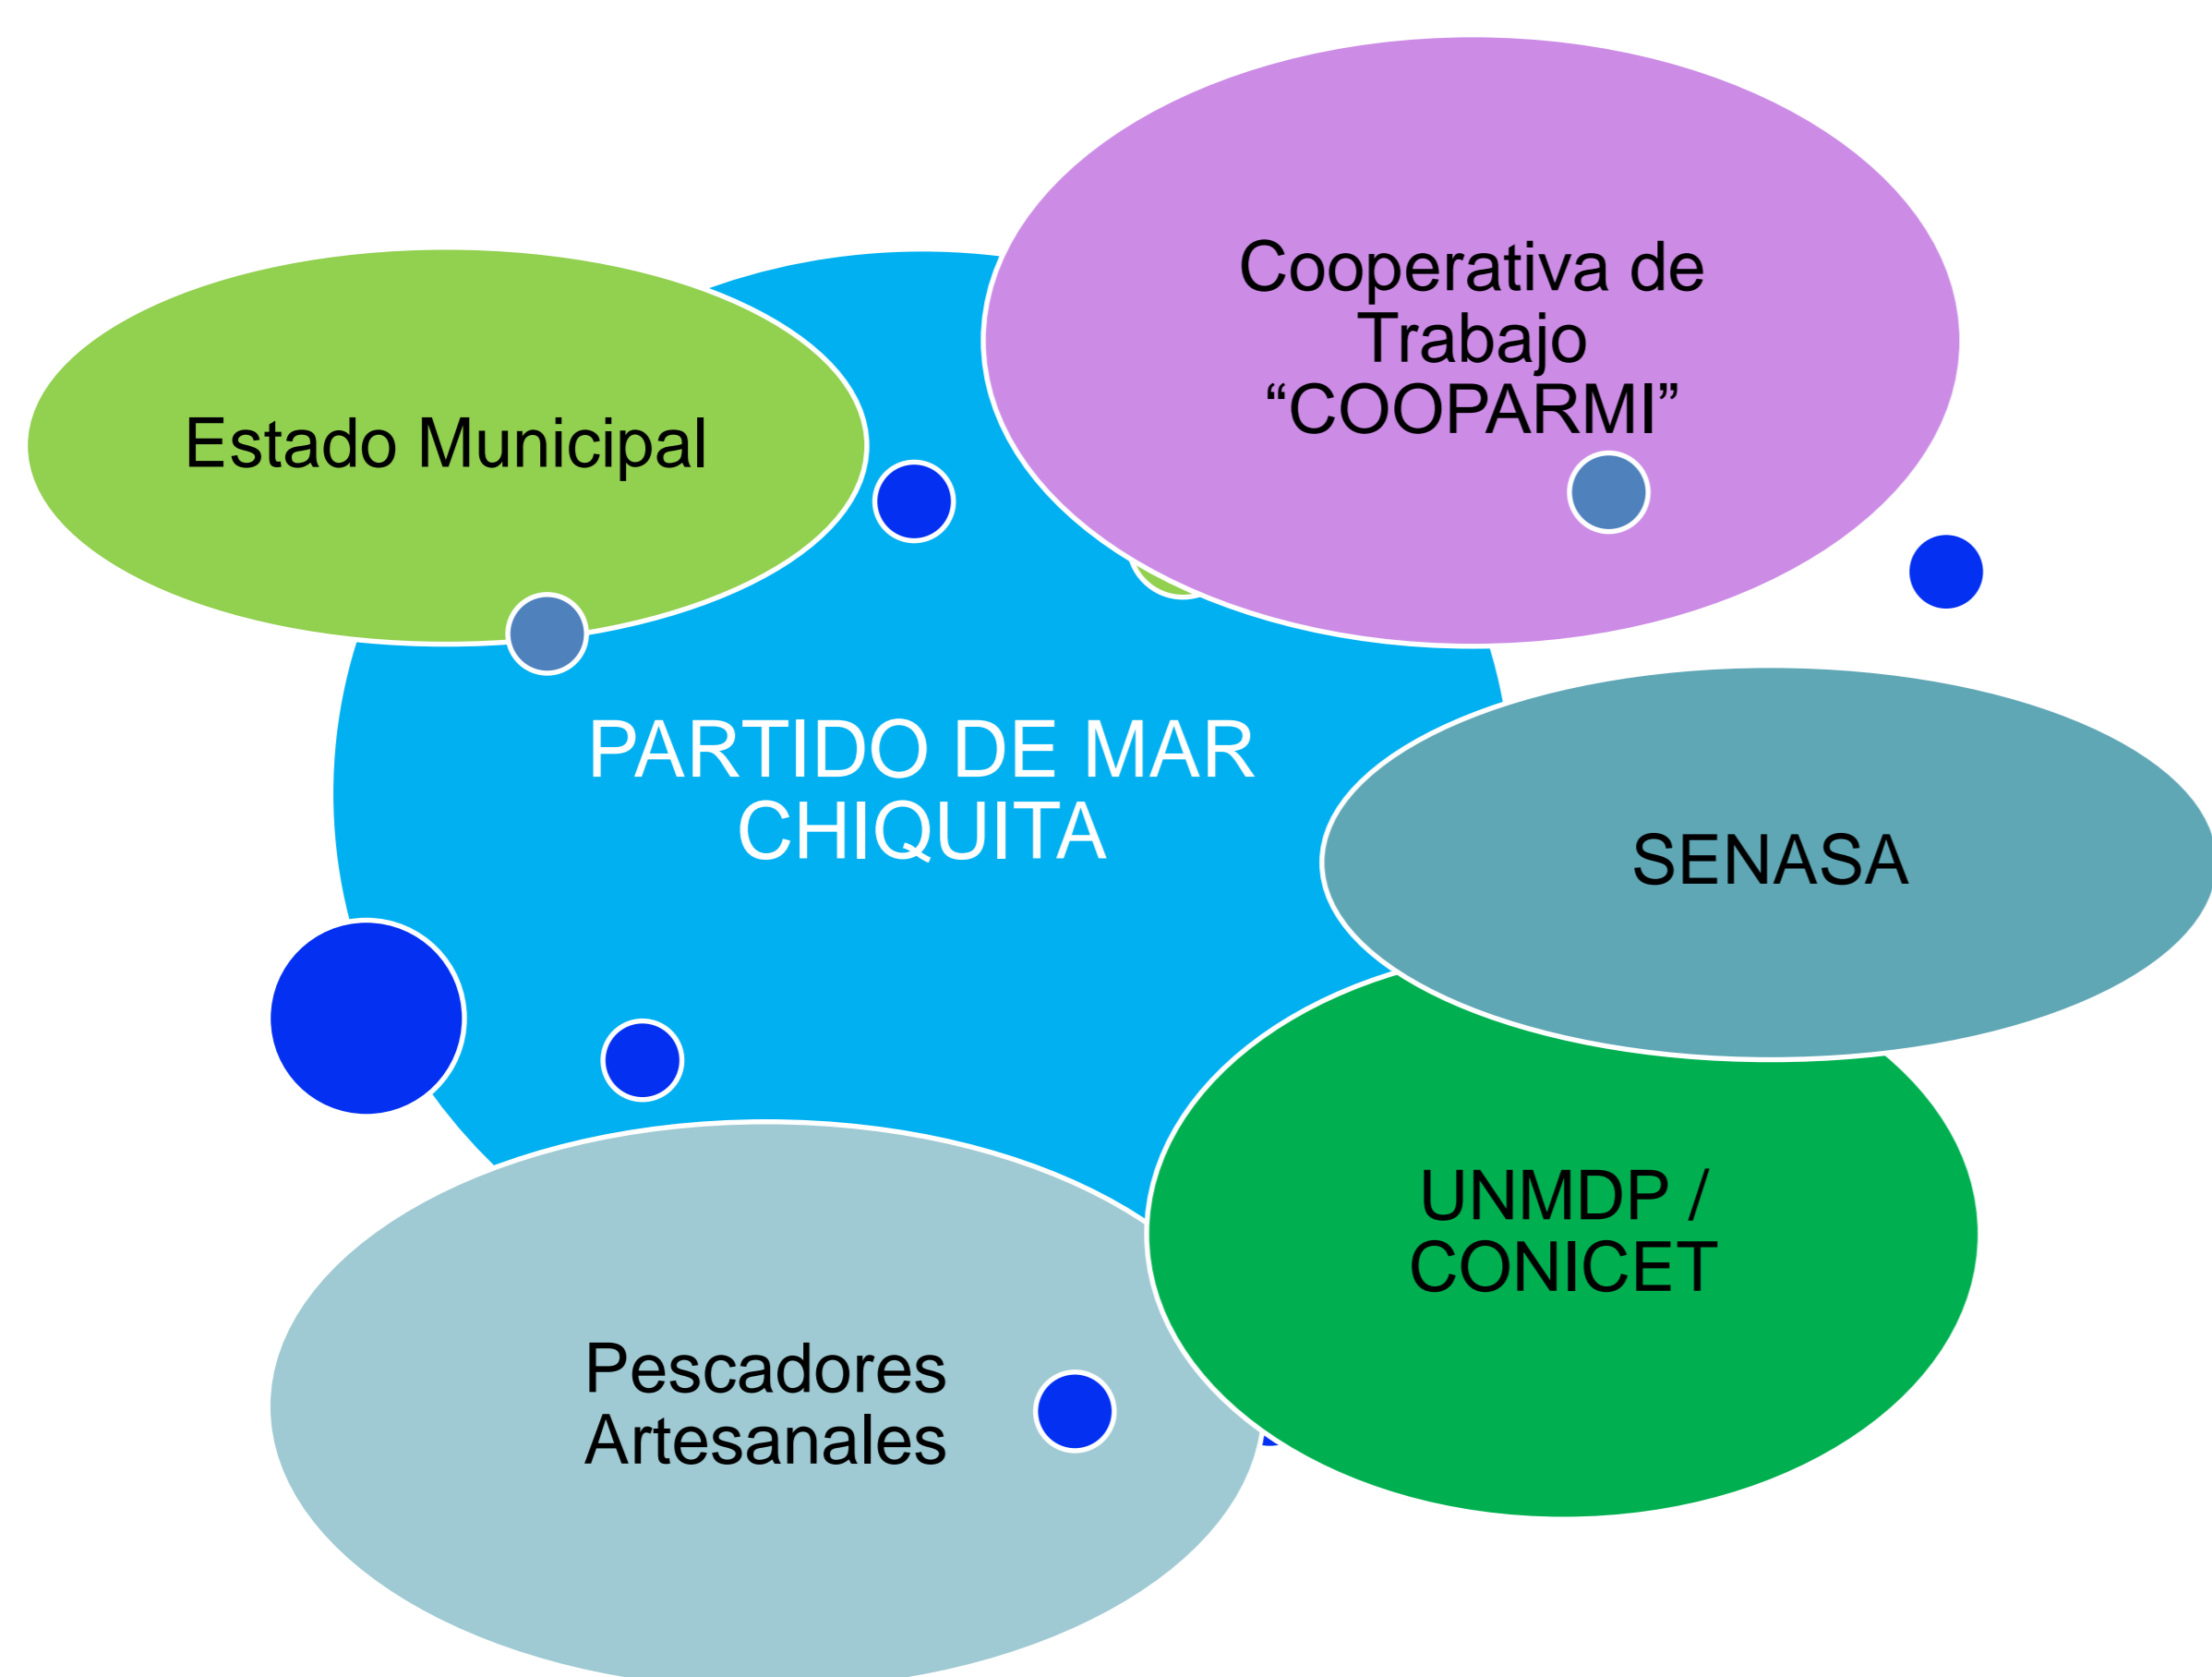 Cooperativa de
Trabajo
“COOPARMI”
Estado Municipal
PARTIDO DE MAR
CHIQUITA
SENASA
UNMDP /
CONICET
Pescadores
Artesanales